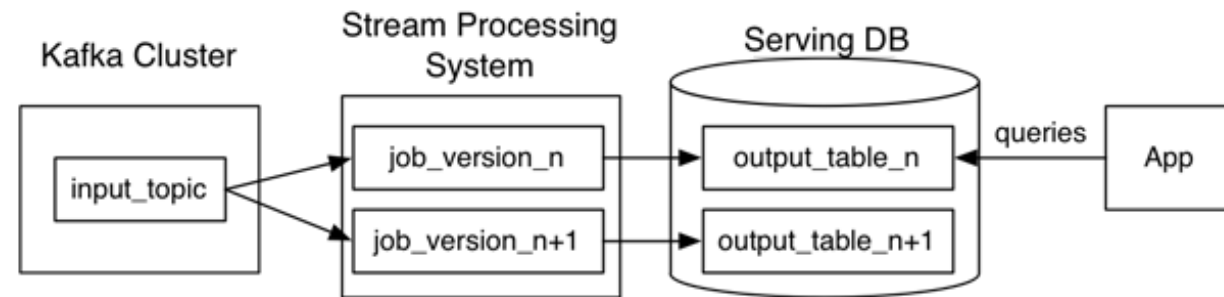 Kafka Cluster
Stream Processing
System
Serving DB
input_topic
job_version_n
job_version_n+1
output_table_n
output_table_n+1
queries
App